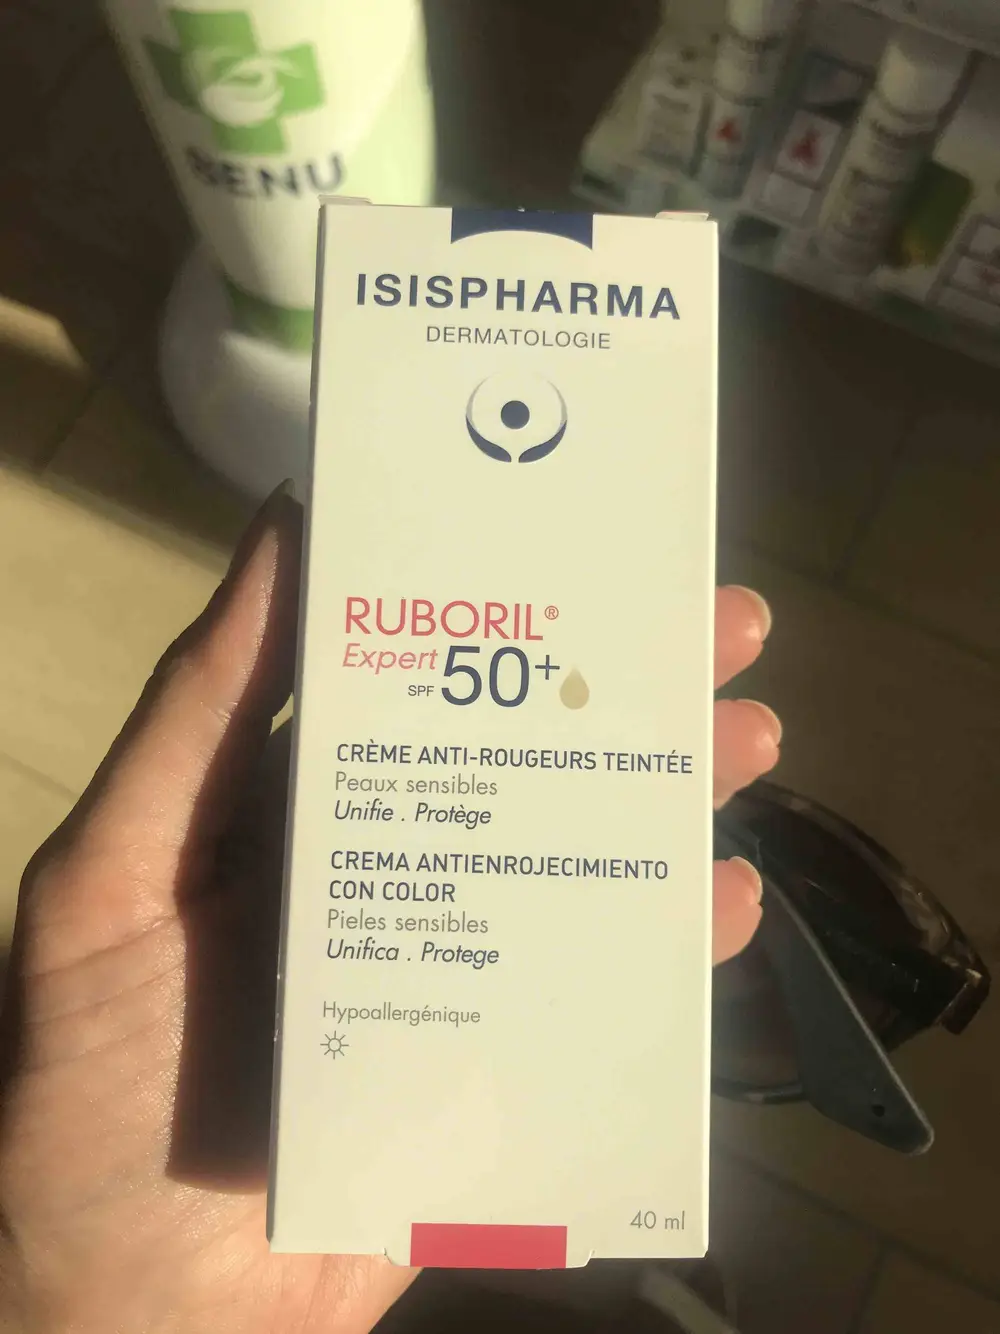 BENU
ISISPHARMA
DERMATOLOGIE
RUBORIL®
Expert
SPF 50+
CRÈME ANTI-ROUGEURS TEINTÉE
Peaux sensibles
Unifie . Protège
CREMA ANTIENROJECIMIENTO
CON COLOR
Pieles sensibles
Unifica . Protege
Hypoallergénique
40 ml